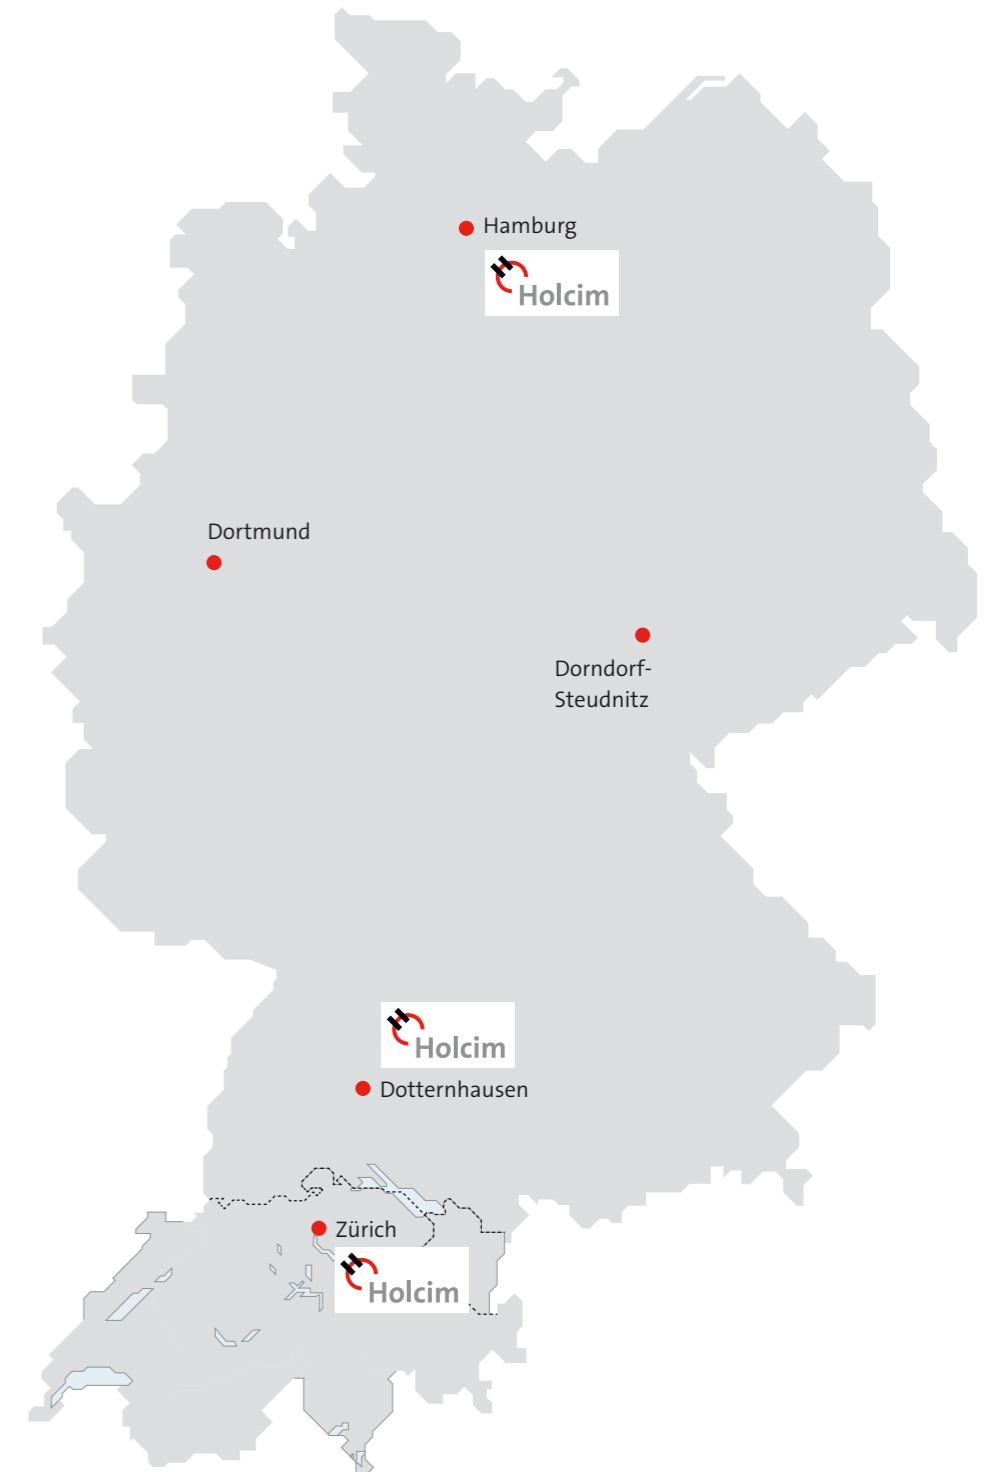 Hamburg
Holcim
Dortmund
Dorndorf-
Steudnitz
Holcim
Dotternhausen
Zürich
Holcim